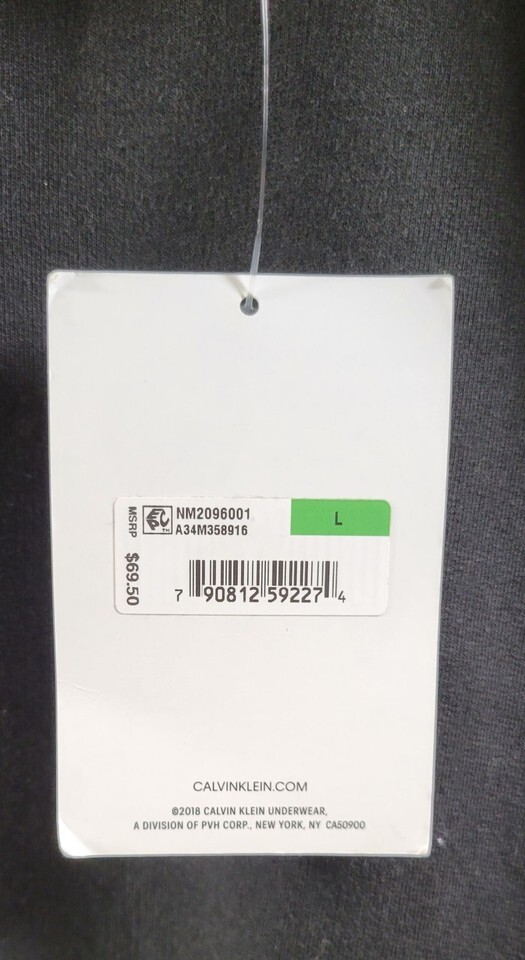 NM2096001
A34M358916
L
MSRP $69.50
7 90812 59227 4
CALVINKLEIN.COM
©2018 CALVIN KLEIN UNDERWEAR,
A DIVISION OF PVH CORP., NEW YORK, NY CA50900